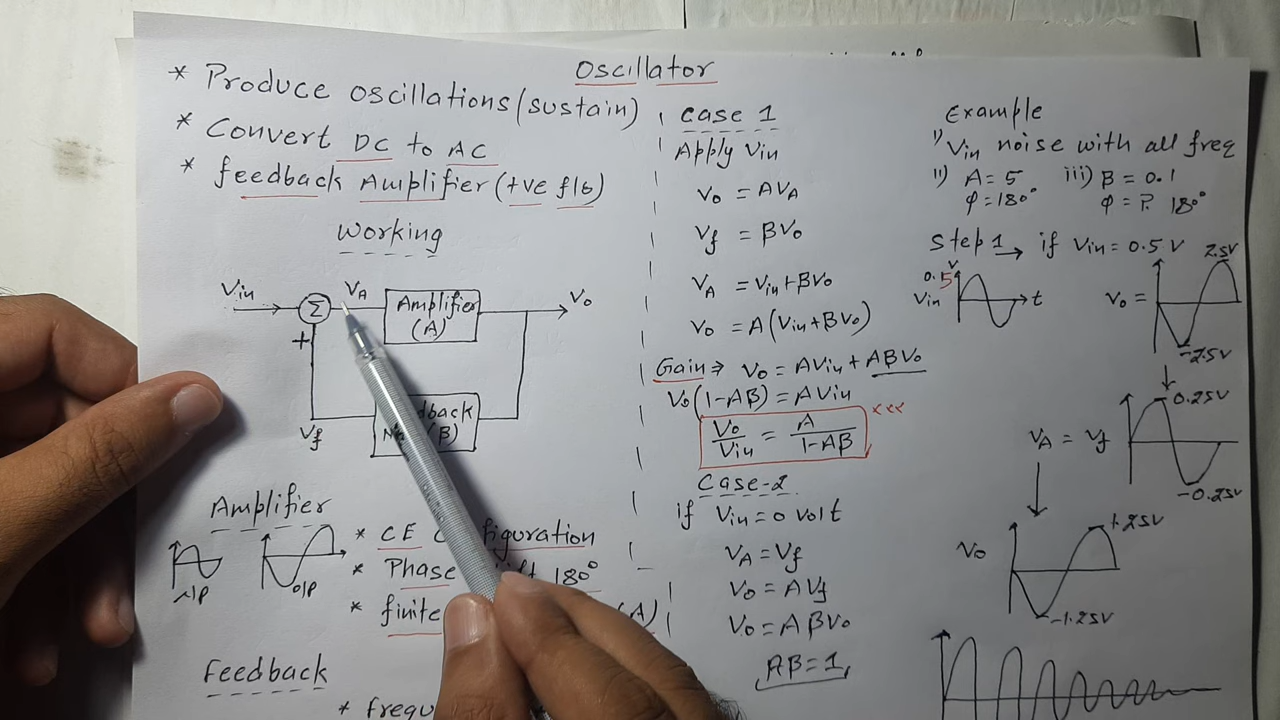 Oscillator
* Produce oscillations (sustain)
* Convert DC to AC
* feedback Amplifier (+ve f/b)
Working
Vin
Σ
+
VA
Amplifier
(A)
Vo
Vf
Amplifier
I/P
O/P
* CE
* Phase 180°
* finite (A)
Feedback
*
Case 1
Apply Vin
Vo = AVA
Vf = βVo
VA = Vin + βVo
Vo = A(Vin + βVo)
Gain ⇒ Vo = AVin + AβVo
Vo(1-Aβ) = AVin
Vo/Vin = A/1-Aβ
×××
Case-2
if Vin = 0 volt
VA = Vf
Vo = AVf
Vo = AβVo
Aβ = 1,
Example
i) Vin noise with all freq
ii) A = 5 iii) β = 0.1
φ = 180° φ = 180°
Step 1 → if Vin = 0.5 V
V
Vin
t
Vo =
2.5V
-2.5V
VA = Vf
0.25V
-0.25V
Vo
1.25V
-1.25V